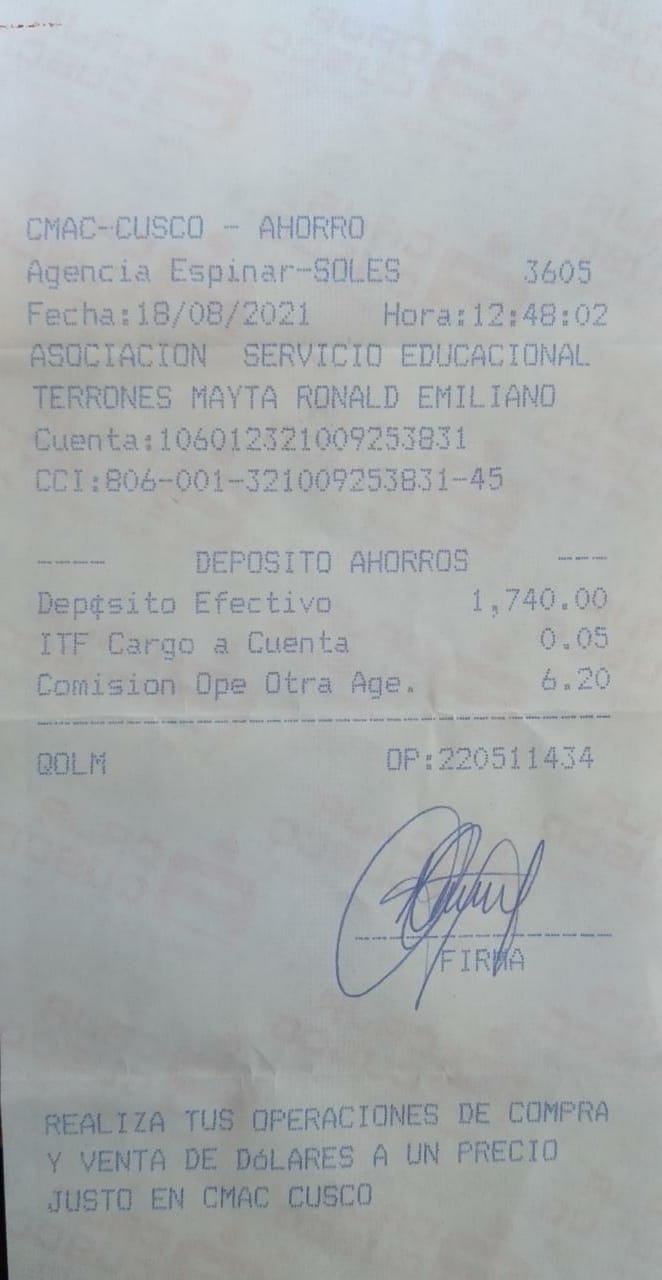 CMAC-CUSCO - AHORRO
Agencia Espinar-SOLES 3605
Fecha:18/08/2021 Hora:12:48:02
ASOCIACION SERVICIO EDUCACIONAL
TERRONES MAYTA RONALD EMILIANO
Cuenta:106012321009253831
CCI:806-001-321009253831-45
---- DEPOSITO AHORROS ---
Dep¢sito Efectivo 1,740.00
ITF Cargo a Cuenta 0.05
Comision Ope Otra Age. 6.20
QOLM OP:220511434
FIRMA
REALIZA TUS OPERACIONES DE COMPRA
Y VENTA DE DóLARES A UN PRECIO
JUSTO EN CMAC CUSCO